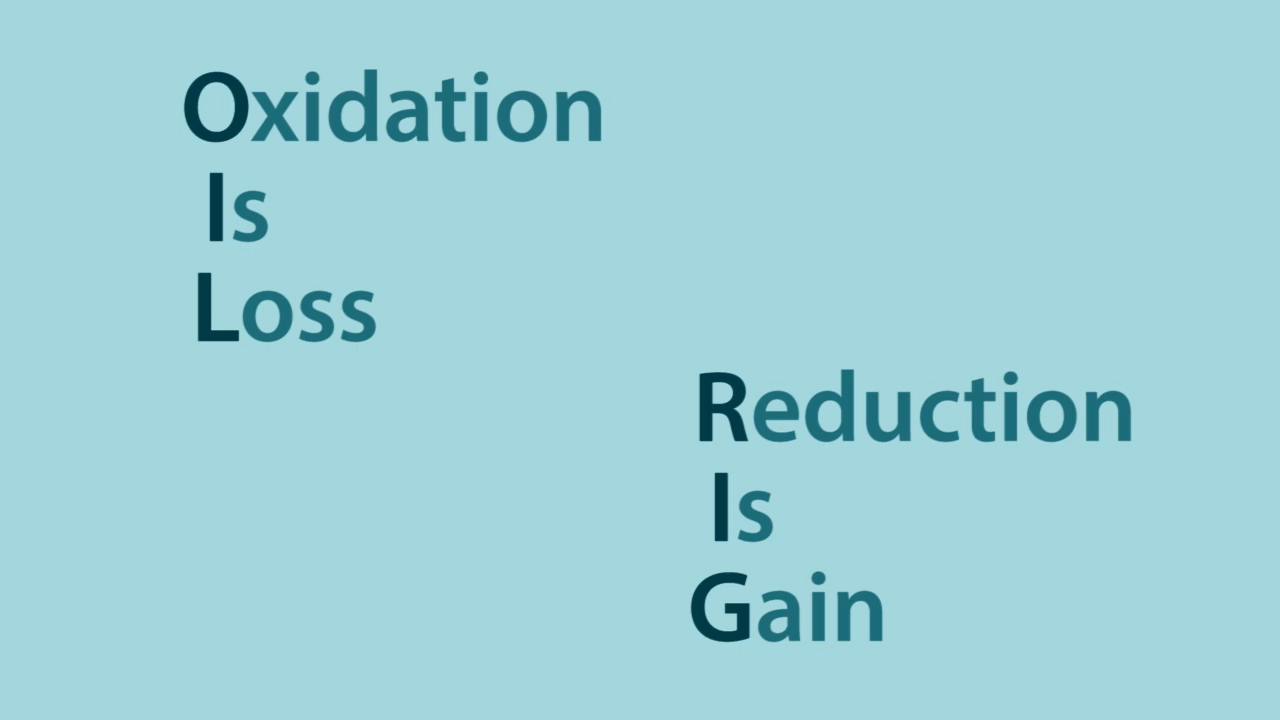 Oxidation
Is
Loss
Reduction
Is
Gain